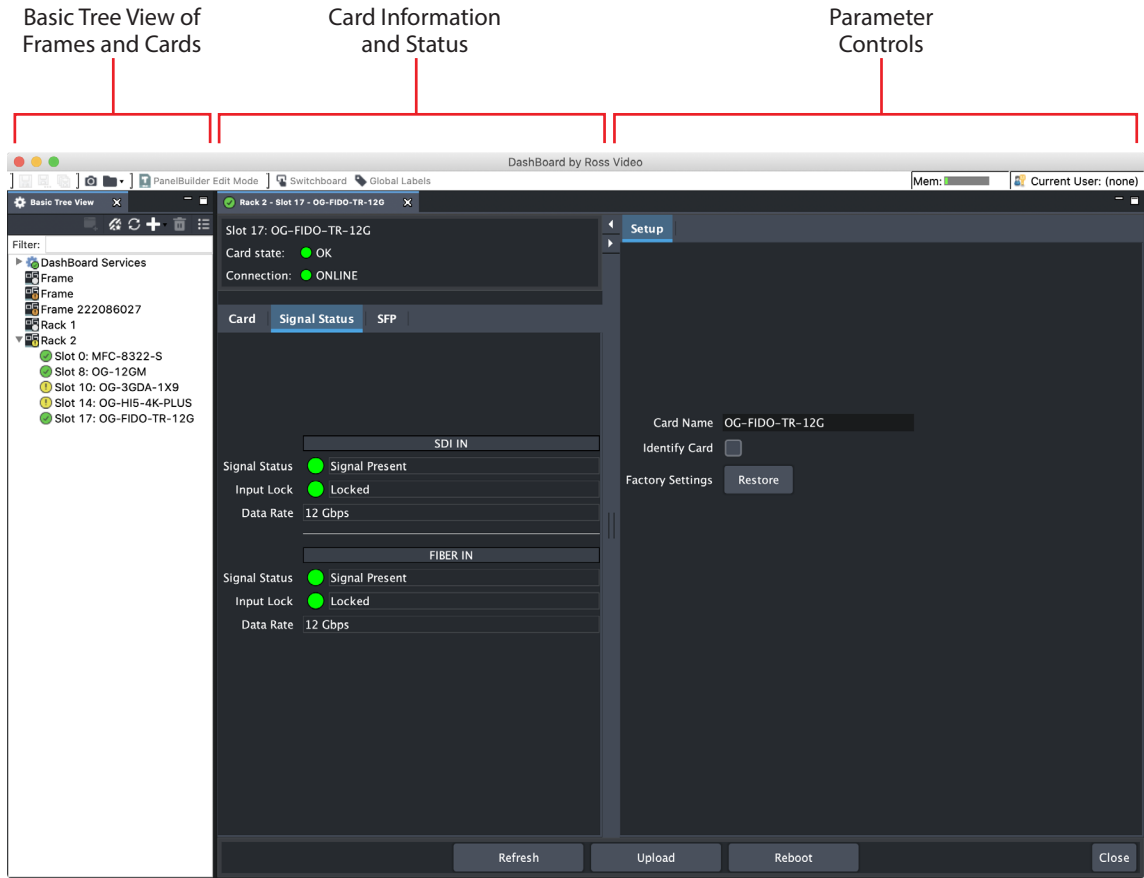 Basic Tree View of
Frames and Cards
Card Information
and Status
Parameter
Controls
DashBoard by Ross Video
PanelBuilder Edit Mode
Switchboard
Global Labels
Mem:
Current User: (none)
Basic Tree View X
Rack 2 - Slot 17 - OG-FIDO-TR-12G X
Filter:
DashBoard Services
Frame
Frame
Frame 222086027
Rack 1
Rack 2
Slot 0: MFC-8322-S
Slot 8: OG-12GM
Slot 10: OG-3GDA-1X9
Slot 14: OG-HI5-4K-PLUS
Slot 17: OG-FIDO-TR-12G
Slot 17: OG-FIDO-TR-12G
Card state: OK
Connection: ONLINE
Card
Signal Status
SFP
SDI IN
Signal Status Signal Present
Input Lock Locked
Data Rate 12 Gbps
FIBER IN
Signal Status Signal Present
Input Lock Locked
Data Rate 12 Gbps
Setup
Card Name OG-FIDO-TR-12G
Identify Card
Factory Settings Restore
Refresh
Upload
Reboot
Close